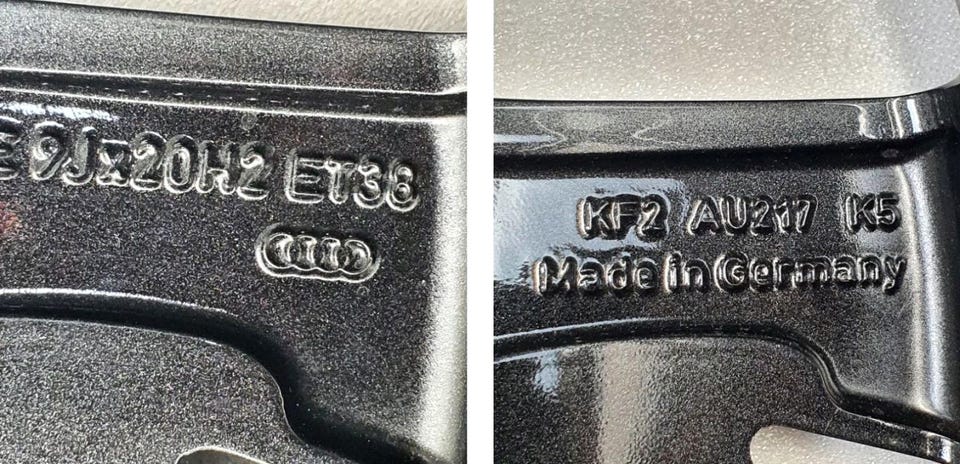 E 9Jx20H2 ET38
KF2 AU217 K5
Made in Germany